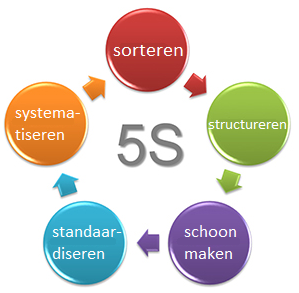 sorteren
structureren
schoon
maken
standaar-
diseren
systema-
tiseren
5S